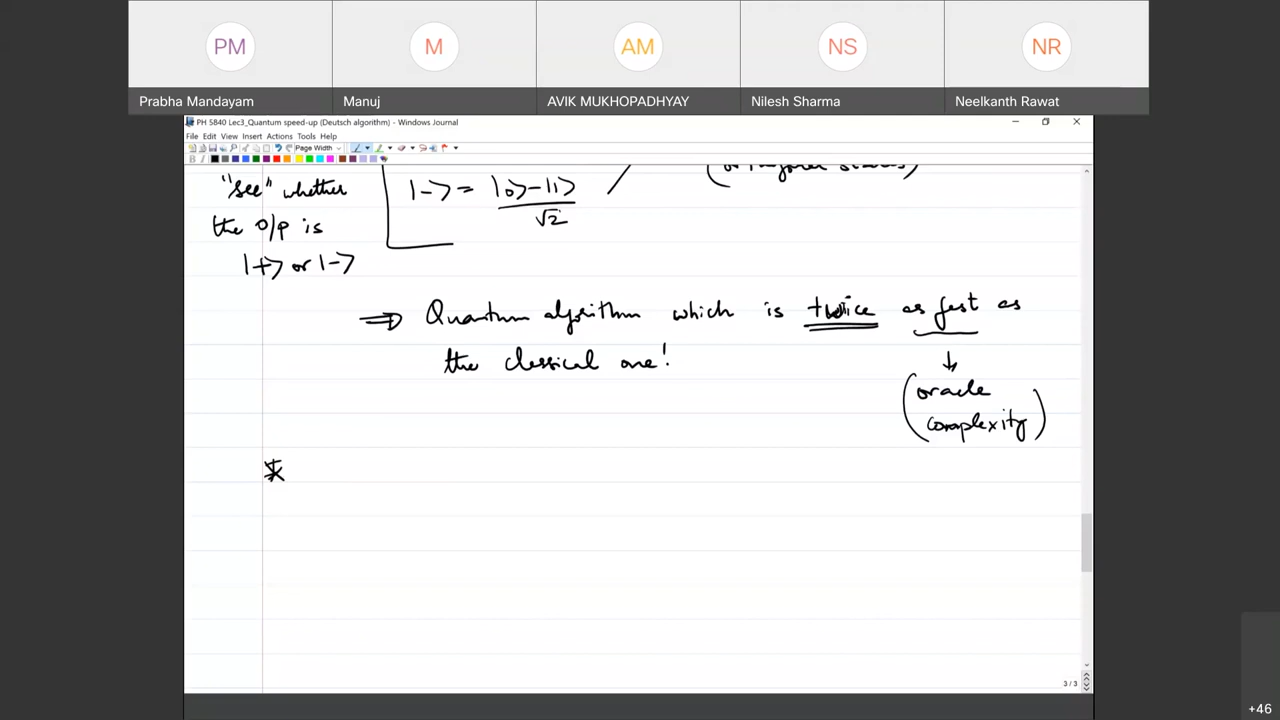 PM
M
AM
NS
NR
Prabha Mandayam
Manuj
AVIK MUKHOPADHYAY
Nilesh Sharma
Neelkanth Rawat
PH 5840 Lec3_Quantum speed-up (Deutsch algorithm) - Windows Journal
File Edit View Insert Actions Tools Help
Page Width
B I
"see" whether
the o/p is
|+> or |->
|-> = |0>-|1>
√2
=> Quantum algorithm which is twice as fast as
the classical one!
(oracle
complexity)
*
3 / 3
+46